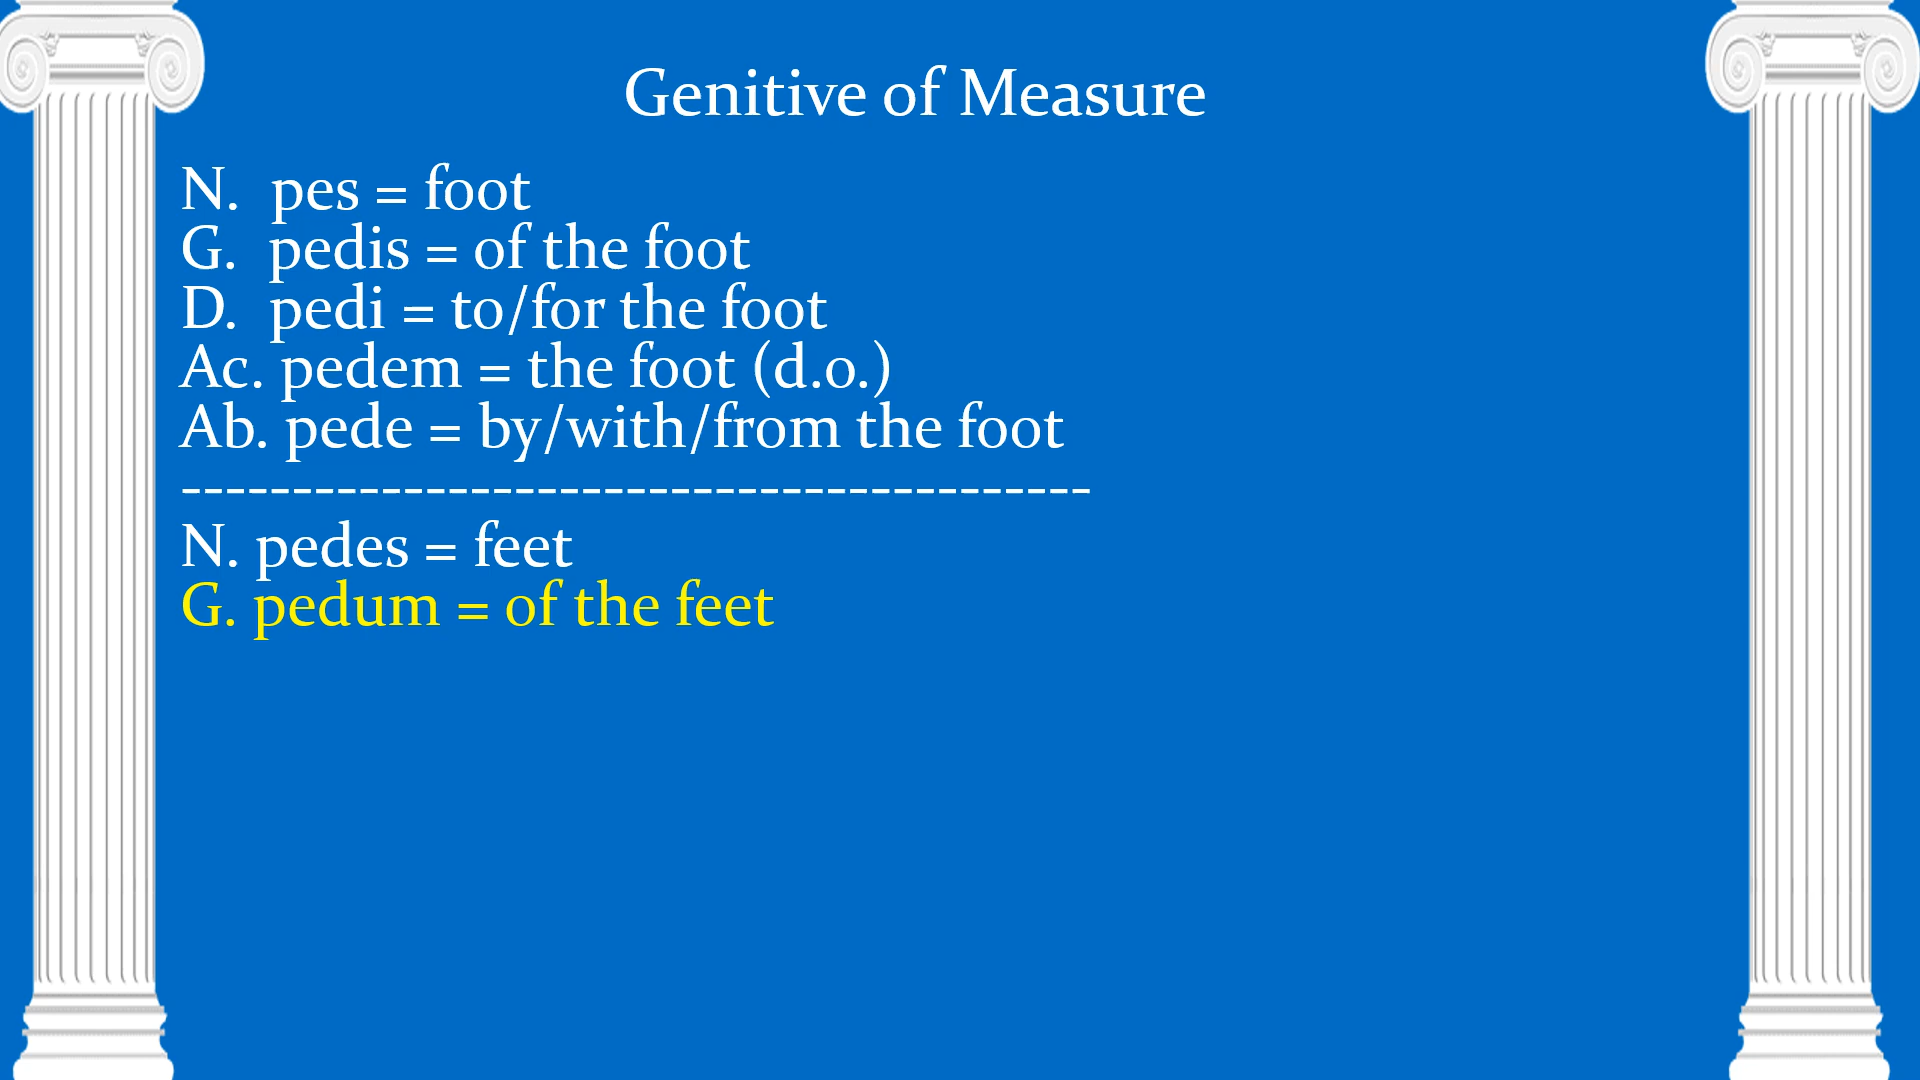 Genitive of Measure
N. pes = foot
G. pedis = of the foot
D. pedi = to/for the foot
Ac. pedem = the foot (d.o.)
Ab. pede = by/with/from the foot
-----------------------------------------
N. pedes = feet
G. pedum = of the feet